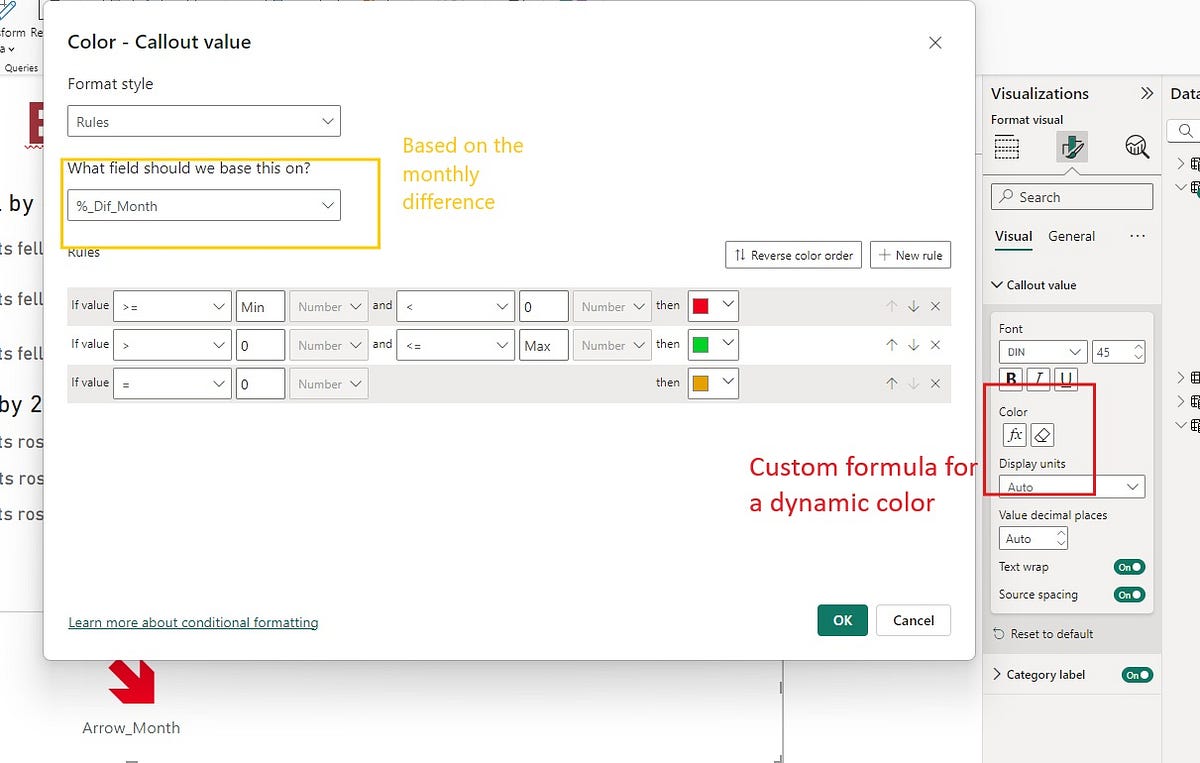 Color - Callout value
Format style
Rules
What field should we base this on?
%_Dif_Month
Based on the
monthly
difference
Rules
Reverse color order
New rule
If value >= Min Number and < 0 Number then
If value > 0 Number and <= Max Number then
If value = 0 Number then
Custom formula for
a dynamic color
Learn more about conditional formatting
OK
Cancel
Queries
by
ts fell
ts fell
ts fell
by 2
ts ros
ts ros
ts ros
Arrow_Month
Visualizations
Format visual
Search
Visual General
Callout value
Font
DIN 45
B I U
Color
fx
Display units
Auto
Value decimal places
Auto
Text wrap On
Source spacing On
Reset to default
Category label On
Data